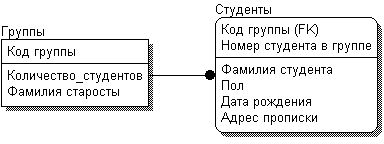 Группы
Код группы
Количество_студентов
Фамилия старосты
Студенты
Код группы (FK)
Номер студента в группе
Фамилия студента
Пол
Дата рождения
Адрес прописки